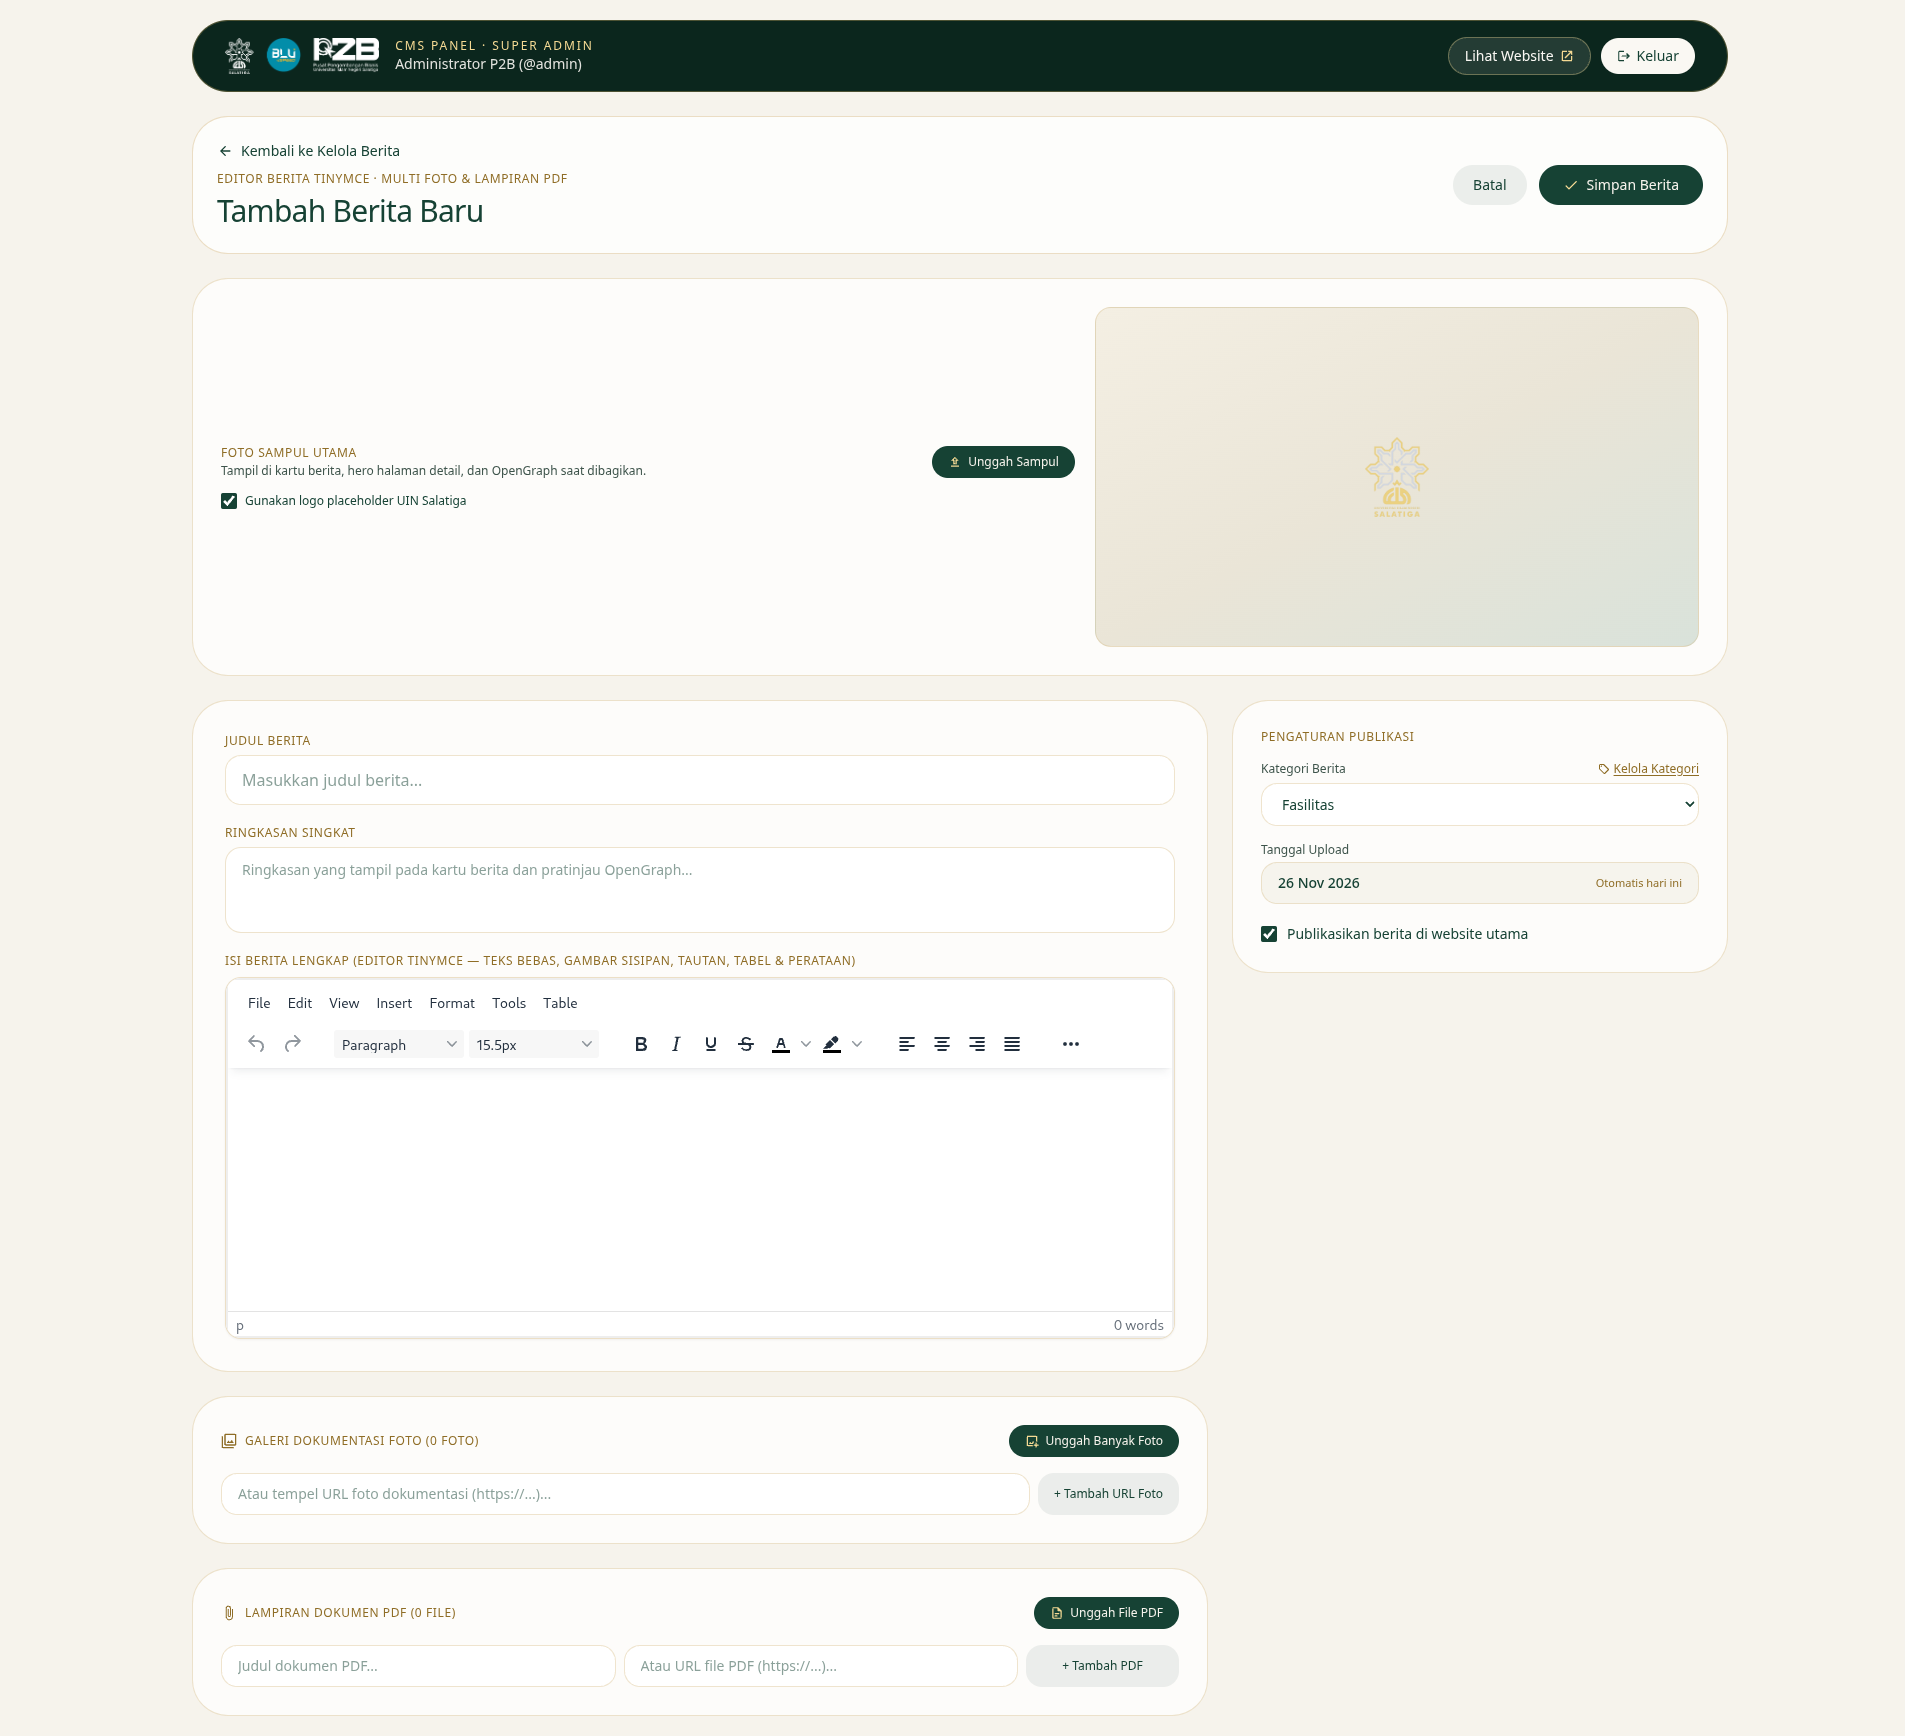 SALATIGA
BLU
PZB
CMS PANEL · SUPER ADMIN
Administrator P2B (@admin)
Lihat Website
Keluar
Kembali ke Kelola Berita
EDITOR BERITA TINYMCE · MULTI FOTO & LAMPIRAN PDF
Tambah Berita Baru
Batal
Simpan Berita
FOTO SAMPUL UTAMA
Tampil di kartu berita, hero halaman detail, dan OpenGraph saat dibagikan.
Gunakan logo placeholder UIN Salatiga
Unggah Sampul
SALATIGA
JUDUL BERITA
Masukkan judul berita...
RINGKASAN SINGKAT
Ringkasan yang tampil pada kartu berita dan pratinjau OpenGraph...
ISI BERITA LENGKAP (EDITOR TINYMCE — TEKS BEBAS, GAMBAR SISIPAN, TAUTAN, TABEL & PERATAAN)
File Edit View Insert Format Tools Table
Paragraph 15.5px
p
0 words
PENGATURAN PUBLIKASI
Kategori Berita
Kelola Kategori
Fasilitas
Tanggal Upload
26 Nov 2026
Otomatis hari ini
Publikasikan berita di website utama
GALERI DOKUMENTASI FOTO (0 FOTO)
Unggah Banyak Foto
Atau tempel URL foto dokumentasi (https://...)...
+ Tambah URL Foto
LAMPIRAN DOKUMEN PDF (0 FILE)
Unggah File PDF
Judul dokumen PDF...
Atau URL file PDF (https://...)...
+ Tambah PDF